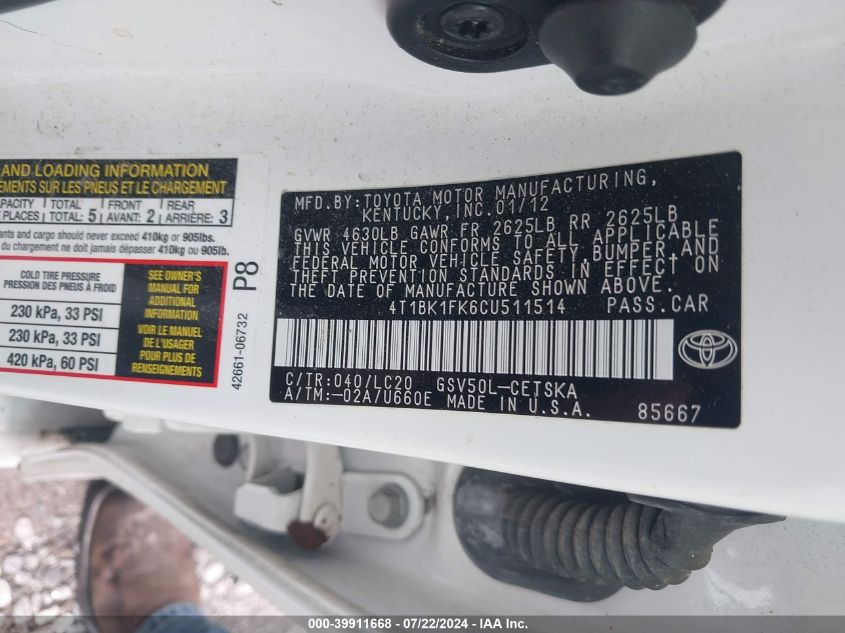 AND LOADING INFORMATION
EMENTS SUR LES PNEUS ET LE CHARGEMENT
TOTAL FRONT REAR
PLACES TOTAL: 5 AVANT: 2 ARRIÈRE: 3
ants and cargo should never exceed 410kg or 905lbs.
du chargement ne doit jamais dépasser 410kg ou 905lb.
COLD TIRE PRESSURE
PRESSION DES PNEUS À FROID
230 kPa, 33 PSI
230 kPa, 33 PSI
420 kPa, 60 PSI
SEE OWNER'S
MANUAL FOR
ADDITIONAL
INFORMATION
VOIR LE MANUEL
DE L'USAGER
POUR PLUS DE
RENSEIGNEMENTS
42661-06732 P8
MFD.BY:TOYOTA MOTOR MANUFACTURING,
KENTUCKY,INC.01/12
GVWR 4630LB GAWR FR 2625LB RR 2625LB
THIS VEHICLE CONFORMS TO ALL APPLICABLE
FEDERAL MOTOR VEHICLE SAFETY,BUMPER,AND
THEFT PREVENTION STANDARDS IN EFFECT ON
THE DATE OF MANUFACTURE SHOWN ABOVE.
4T1BK1FK6CU511514 PASS.CAR
C/TR:040/LC20 GSV50L-CETSKA
A/TM:-02A/U660E MADE IN U.S.A. 85667
000-39911668 - 07/22/2024 - IAA Inc.